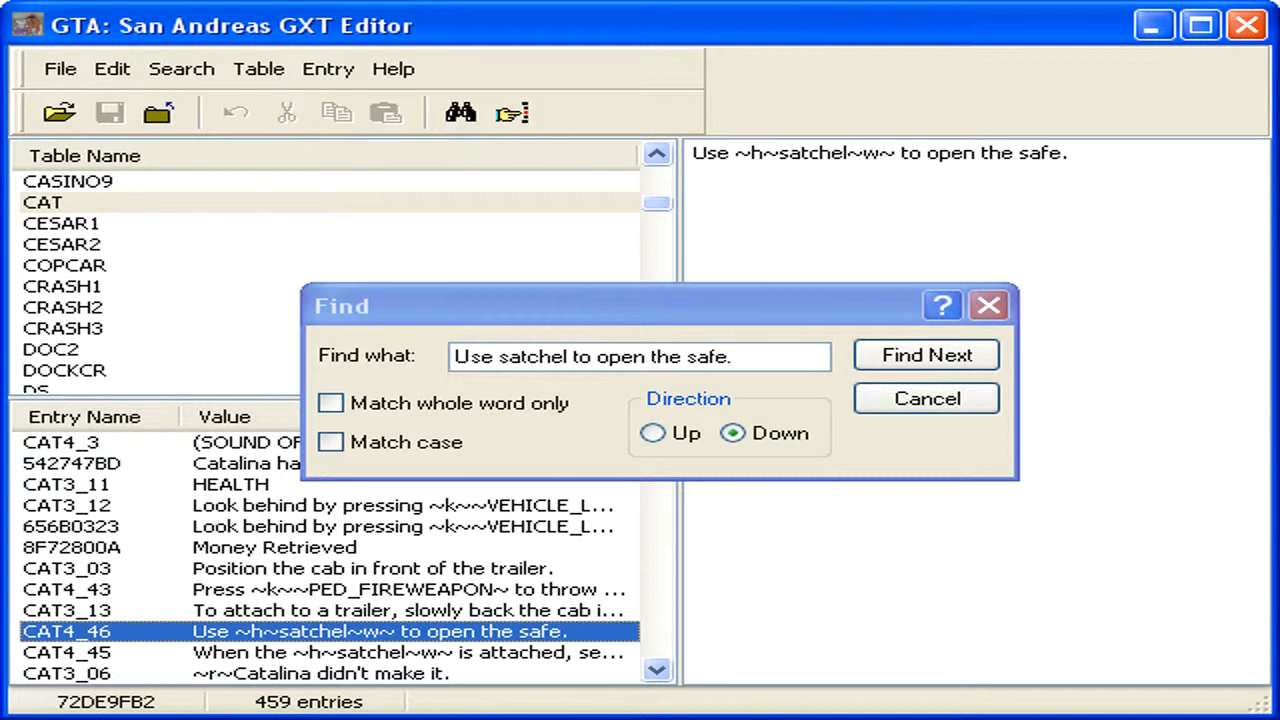 GTA: San Andreas GXT Editor
File Edit Search Table Entry Help
Table Name
CASINO9
CAT
CESAR1
CESAR2
COPCAR
CRASH1
CRASH2
CRASH3
DOC2
DOCKCR
DS
Use ~h~satchel~w~ to open the safe.
Find
Find what: Use satchel to open the safe. Find Next
Match whole word only Direction Cancel
Match case Up Down
Entry Name Value
CAT4_3 (SOUND OF
542747BD Catalina ha
CAT3_11 HEALTH
CAT3_12 Look behind by pressing ~k~~VEHICLE_L...
656B0323 Look behind by pressing ~k~~VEHICLE_L...
8F72800A Money Retrieved
CAT3_03 Position the cab in front of the trailer.
CAT4_43 Press ~k~~PED_FIREWEAPON~ to throw ...
CAT3_13 To attach to a trailer, slowly back the cab i...
CAT4_46 Use ~h~satchel~w~ to open the safe.
CAT4_45 When the ~h~satchel~w~ is attached, se...
CAT3_06 ~r~Catalina didn't make it.
72DE9FB2 459 entries